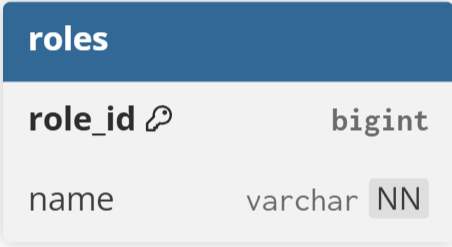 roles
role_id bigint
name varchar NN